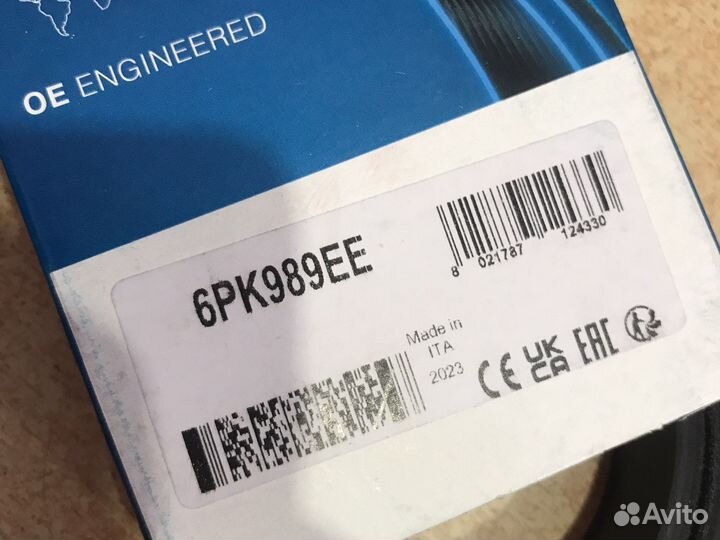 OE ENGINEERED
6PK989EE
8 021787 124330
Made in
ITA
2023
CE UK CA EAC
Avito